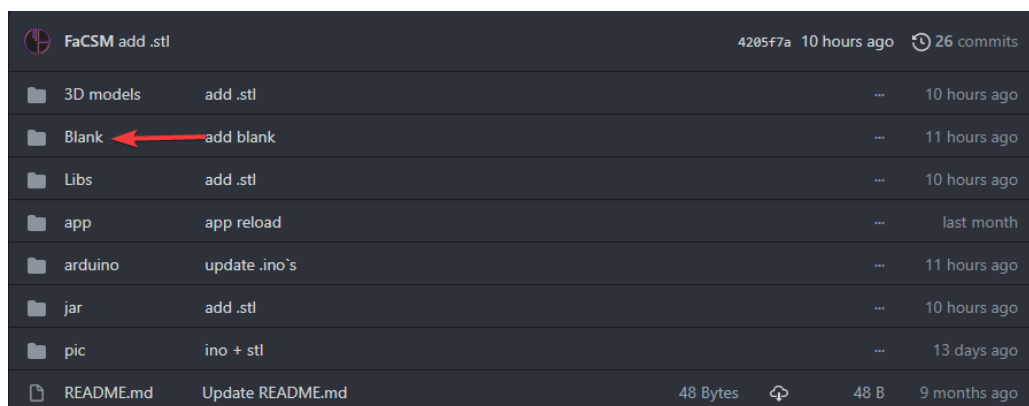 FaCSM add .stl 4205f7a 10 hours ago 26 commits
3D models add .stl ... 10 hours ago
Blank add blank ... 11 hours ago
Libs add .stl ... 10 hours ago
app app reload ... last month
arduino update .ino`s ... 11 hours ago
jar add .stl ... 10 hours ago
pic ino + stl ... 13 days ago
README.md Update README.md 48 Bytes 48 B 9 months ago